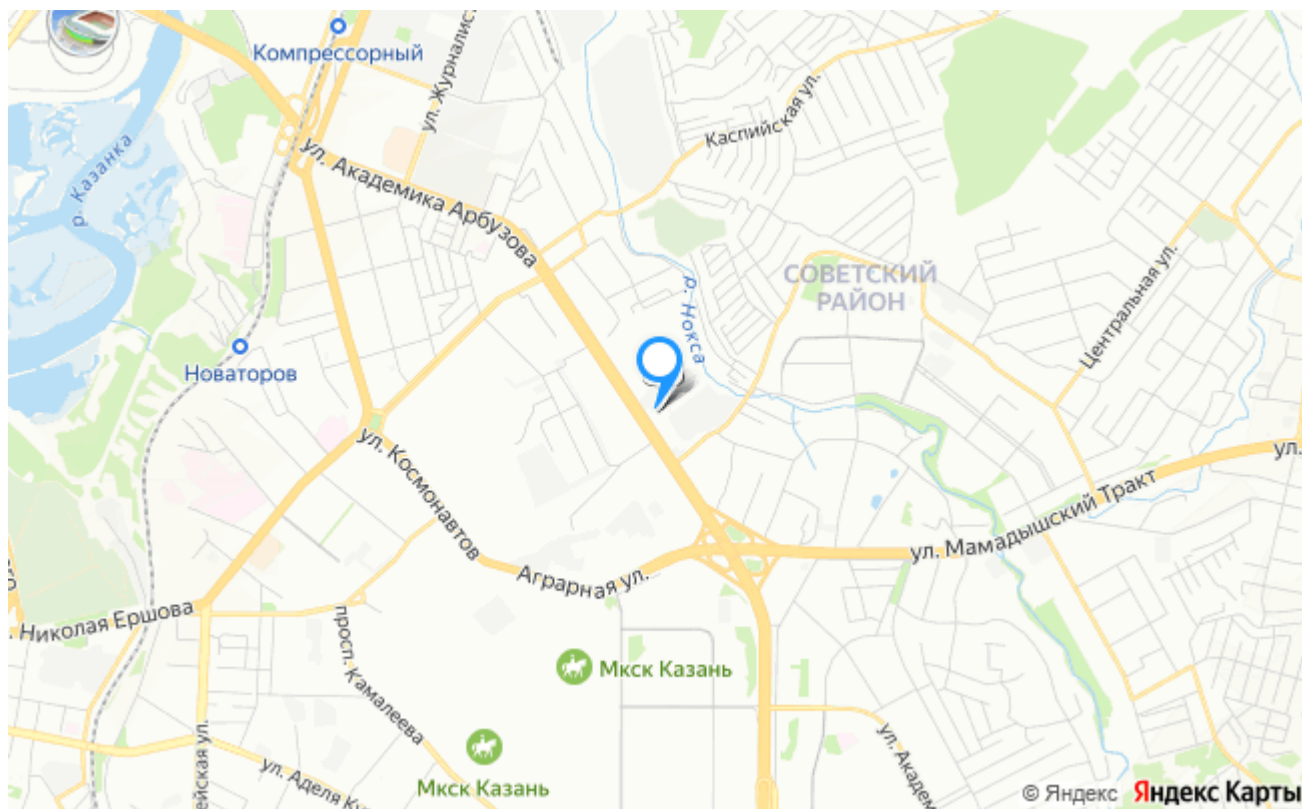 Компрессорный
ул. Журналист
Каспийская ул.
ул. Академика Арбузова
р. Казанка
СОВЕТСКИЙ
РАЙОН
р. Нокса
Центральная ул.
Новаторов
ул. Космонавтов
ул.
ул. Мамадышский Тракт
Аграрная ул.
Николая Ершова
просп. Камалеева
Мкск Казань
Мкск Казань
ейская ул.
ул. Аделя К
ул. Академ
© Яндекс Яндекс Карты